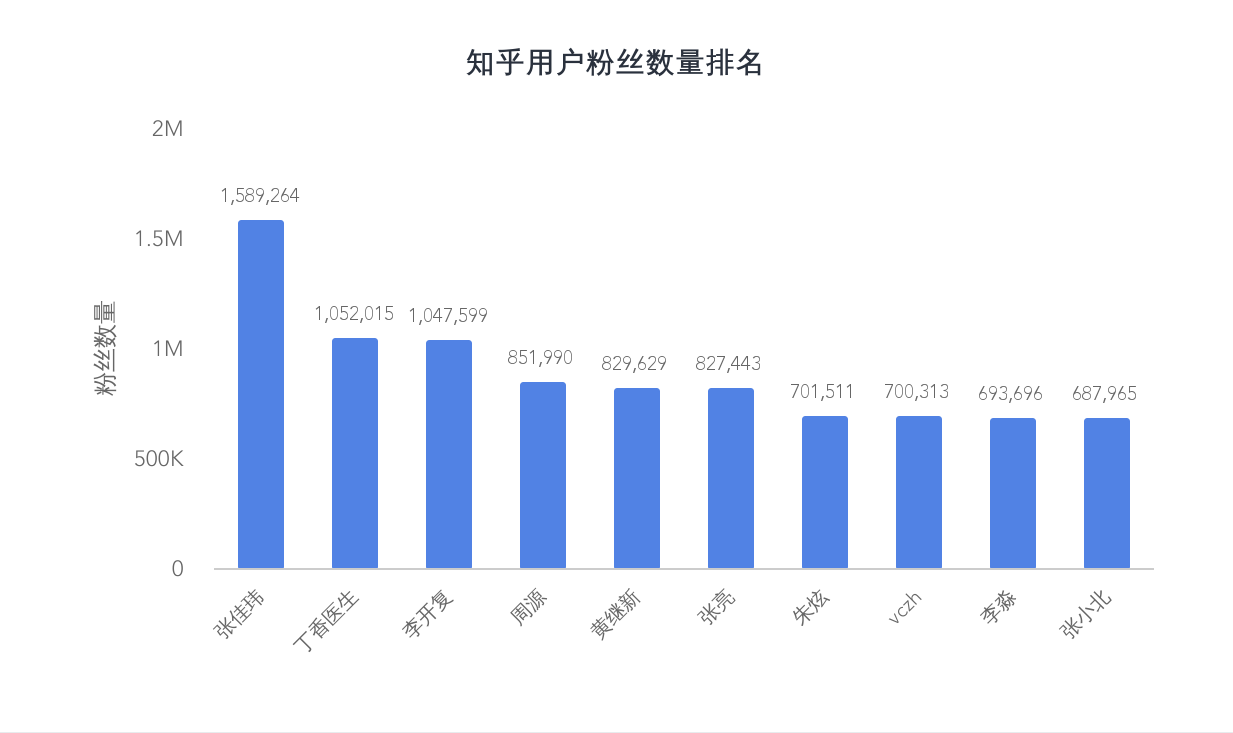 知乎用户粉丝数量排名
粉丝数量
2M
1.5M
1M
500K
0
1,589,264
1,052,015
1,047,599
851,990
829,629
827,443
701,511
700,313
693,696
687,965
张佳玮
丁香医生
李开复
周源
黄继新
张亮
朱炫
vczh
李淼
张小北